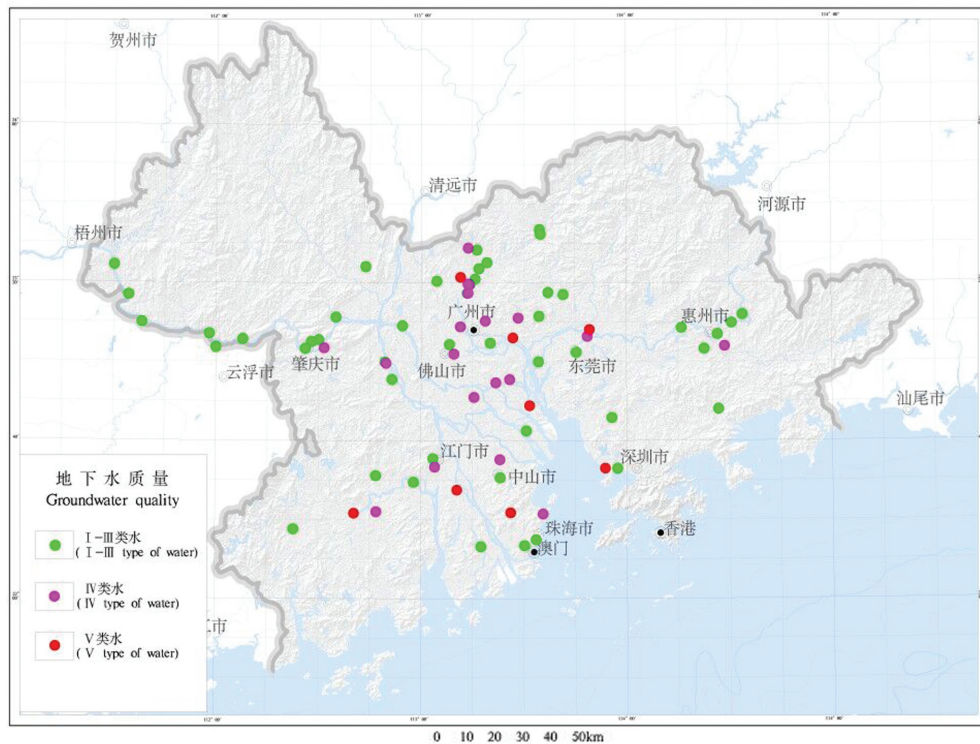 贺州市
清远市
河源市
梧州市
广州市
惠州市
肇庆市
佛山市
东莞市
云浮市
汕尾市
江门市
深圳市
中山市
珠海市
香港
澳门
江市
地下水质量
Groundwater quality
Ⅰ-Ⅲ类水
(Ⅰ-Ⅲ type of water)
Ⅳ类水
(Ⅳ type of water)
Ⅴ类水
(Ⅴ type of water)
0 10 20 30 40 50km